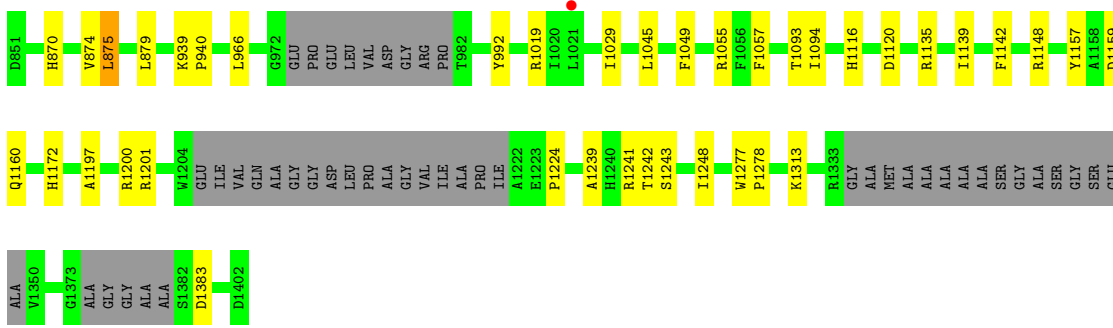 D851 H870 V874 L875 L879 K939 P940 L966 G972 GLU PRO GLU LEU VAL ASP GLY ARG PRO T982 Y992 R1019 I1020 L1021 I1029 L1045 F1049 R1055 F1056 F1057 T1093 I1094 H1116 D1120 R1135 I1139 F1142 R1148 Y1157 A1158 D1159
Q1160 H1172 A1197 R1200 R1201 W1204 GLU ILE VAL GLN ALA GLY GLY ASP LEU PRO ALA GLY VAL ILE ALA PRO ILE A1222 E1223 P1224 A1239 H1240 R1241 T1242 S1243 I1248 W1277 P1278 K1313 R1333 GLY ALA MET ALA ALA ALA ALA ALA SER GLY ALA SER GLY SER GLU
ALA V1350 G1373 ALA GLY GLY ALA ALA S1382 D1383 D1402